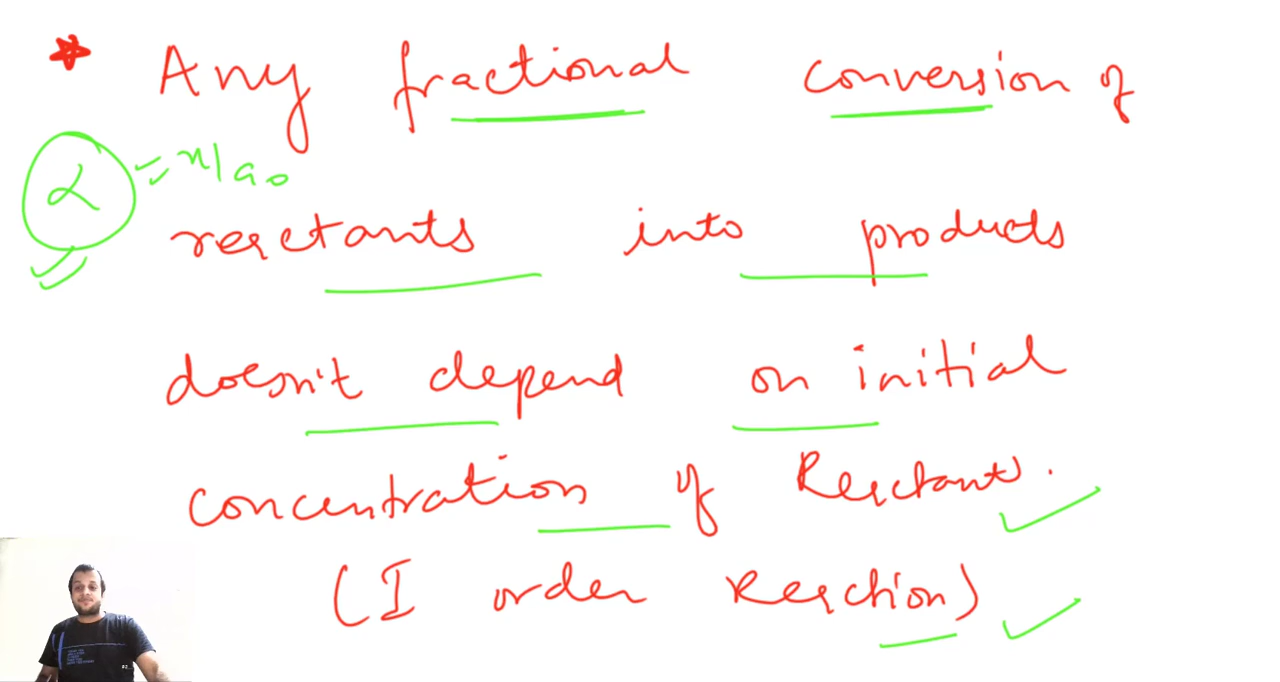 * Any fractional conversion of
α = x/a₀
reactants into products
doesn't depend on initial
concentration of Reactants.
(I order Reaction)